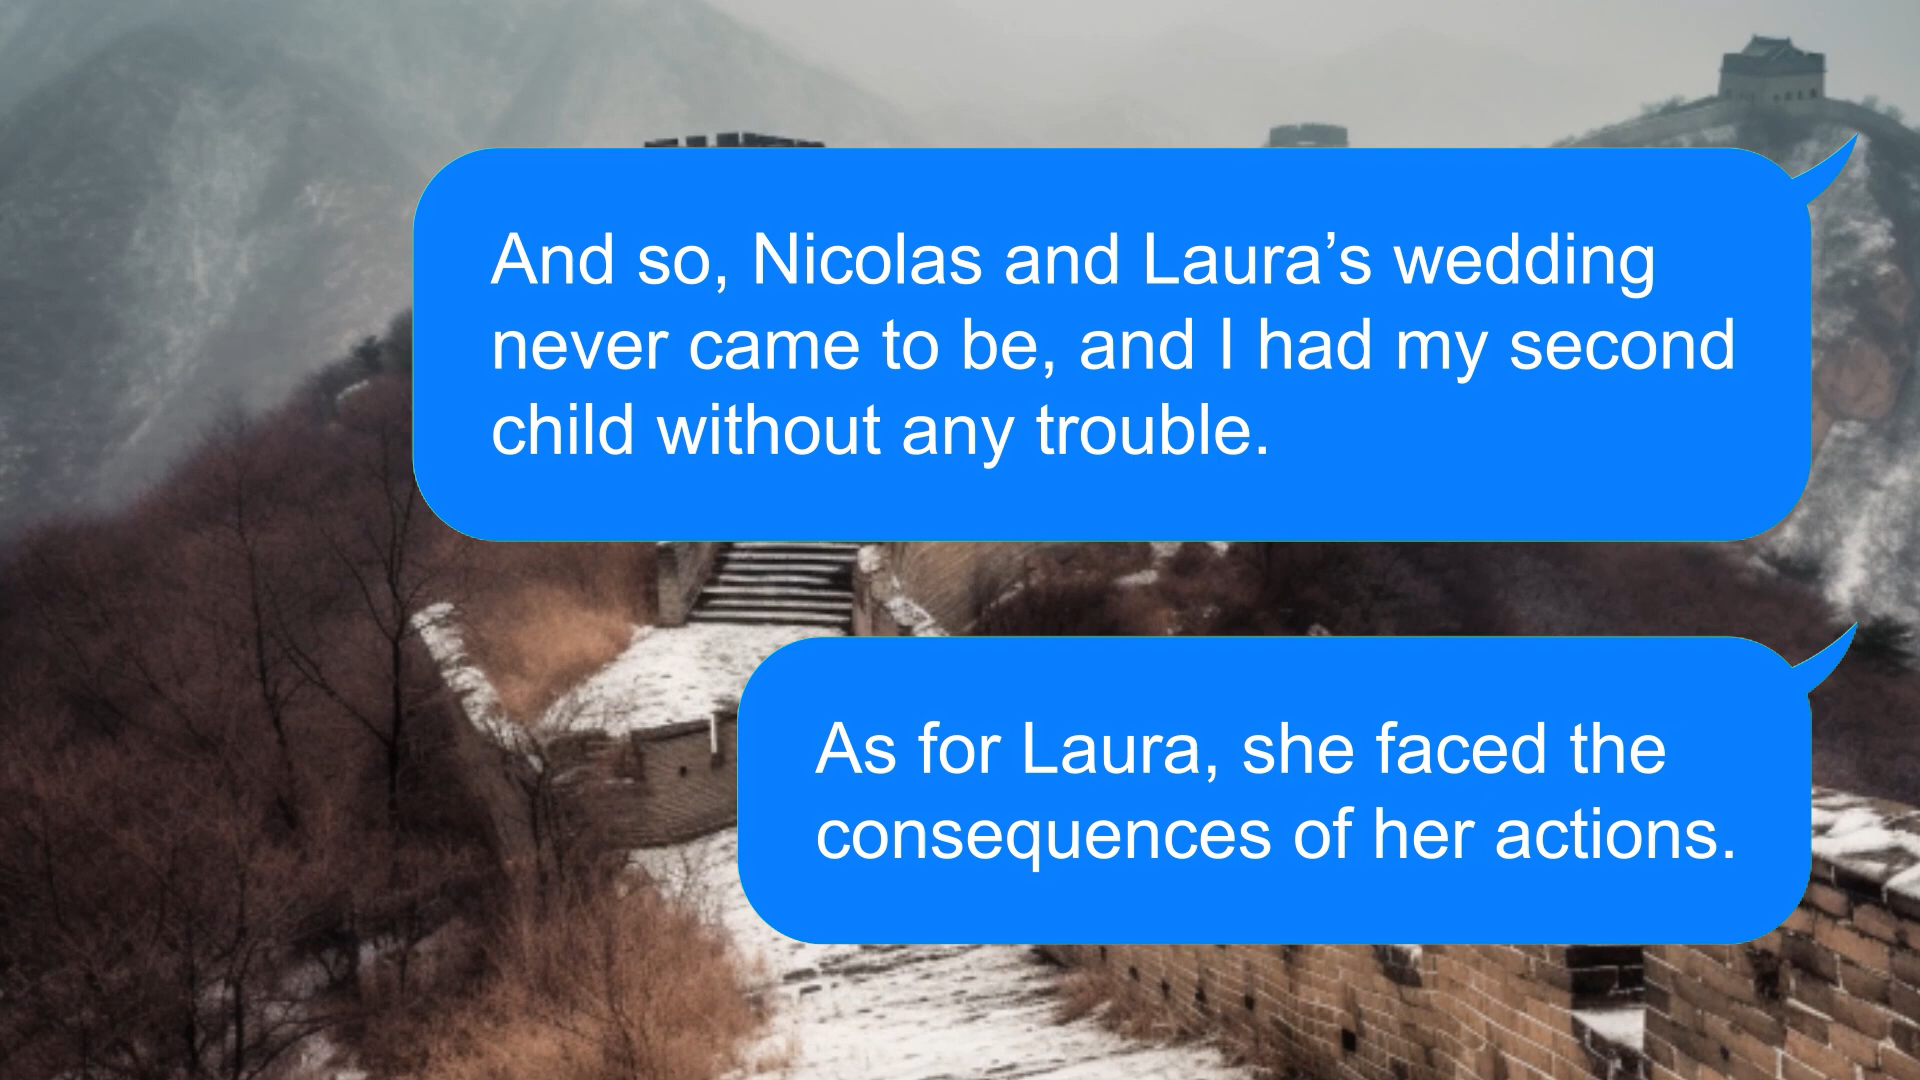 And so, Nicolas and Laura’s wedding
never came to be, and I had my second
child without any trouble.
As for Laura, she faced the
consequences of her actions.